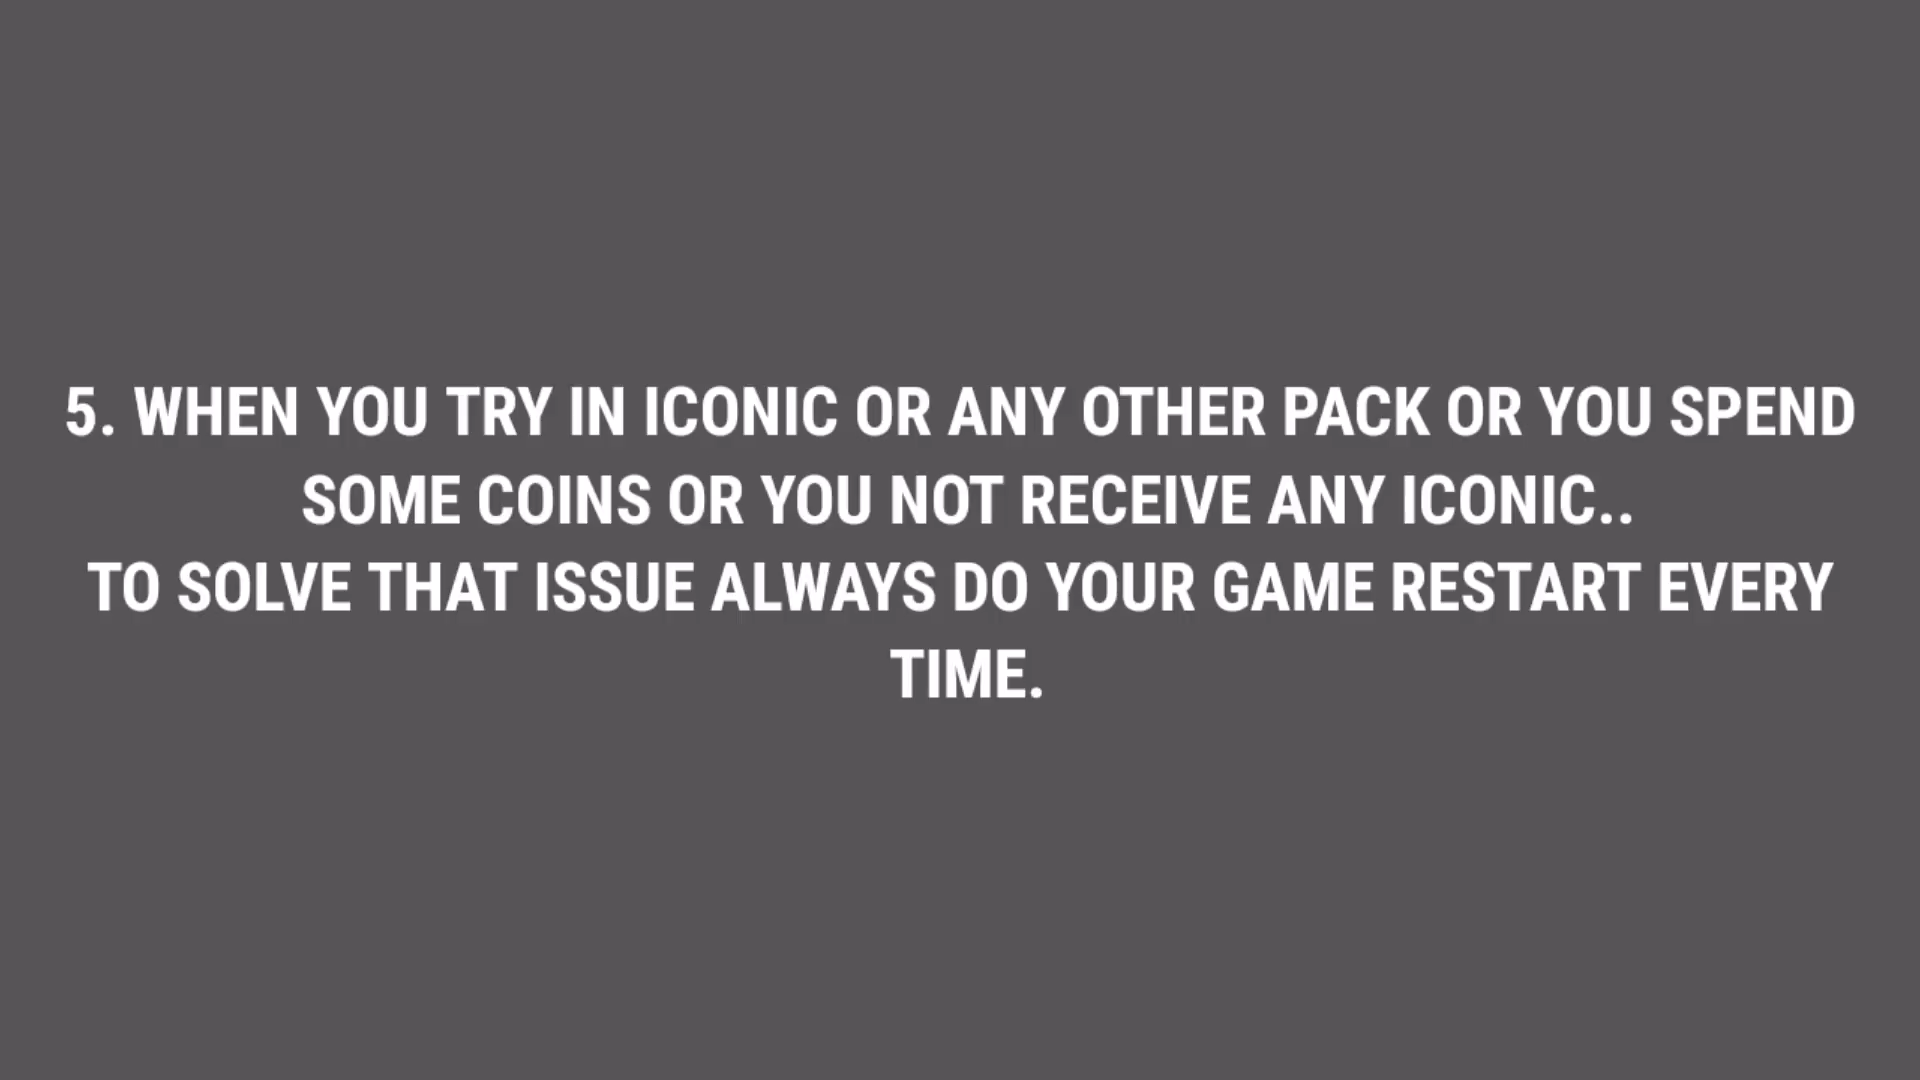 5. WHEN YOU TRY IN ICONIC OR ANY OTHER PACK OR YOU SPEND
SOME COINS OR YOU NOT RECEIVE ANY ICONIC..
TO SOLVE THAT ISSUE ALWAYS DO YOUR GAME RESTART EVERY
TIME.